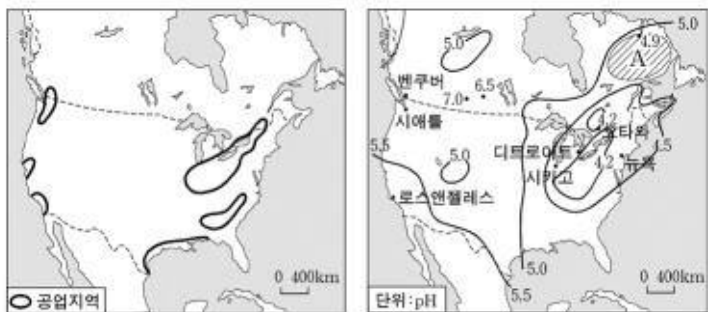 0 400km
공업지역
5.0
4.9
5.0
A
벤쿠버
6.5
7.0
시애틀
4.2
오타와
디트로이트
4.2
뉴욕
4.5
시카고
5.5
5.0
로스앤젤레스
5.0
5.5
0 400km
단위:pH